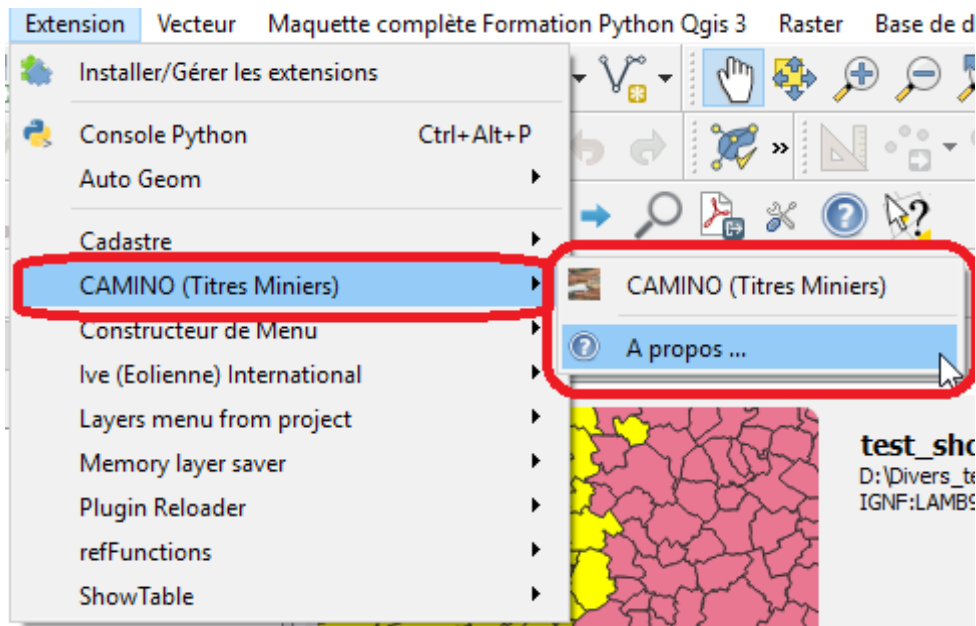 Extension Vecteur Maquette complète Formation Python Qgis 3 Raster Base de d
Installer/Gérer les extensions
Console Python Ctrl+Alt+P
Auto Geom
Cadastre
CAMINO (Titres Miniers)
CAMINO (Titres Miniers)
A propos ...
Constructeur de Menu
Ive (Eolienne) International
Layers menu from project
Memory layer saver
Plugin Reloader
refFunctions
ShowTable
test_sho
D:\Divers_te
IGNF:LAMB9